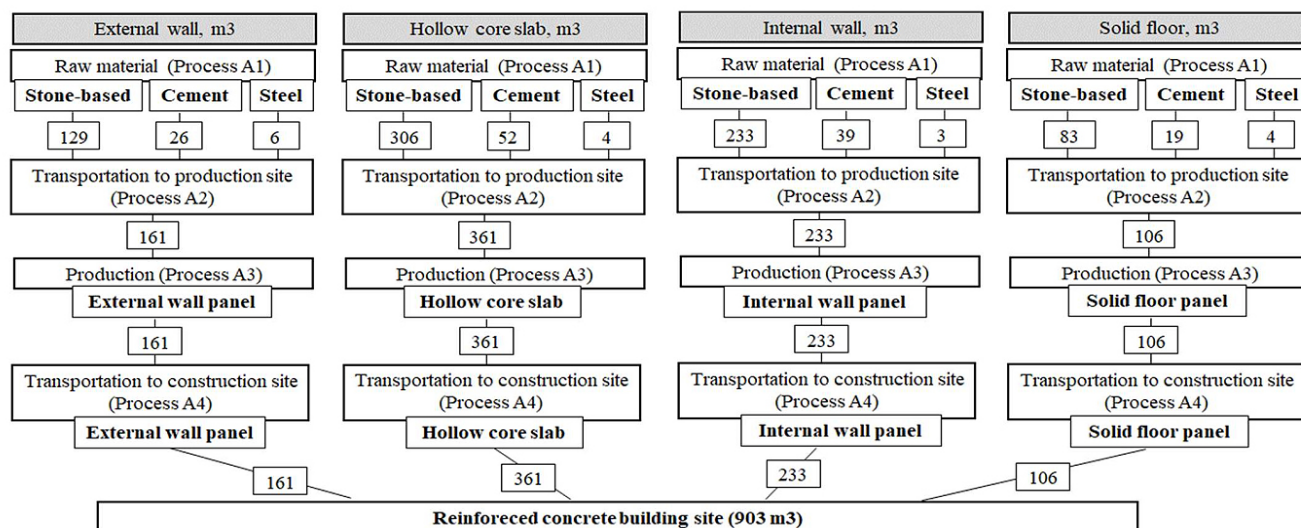 External wall, m3
Raw material (Process A1)
Stone-based Cement Steel
129 26 6
Transportation to production site
(Process A2)
161
Production (Process A3)
External wall panel
161
Transportation to construction site
(Process A4)
External wall panel
161
Hollow core slab, m3
Raw material (Process A1)
Stone-based Cement Steel
306 52 4
Transportation to production site
(Process A2)
361
Production (Process A3)
Hollow core slab
361
Transportation to construction site
(Process A4)
Hollow core slab
361
Internal wall, m3
Raw material (Process A1)
Stone-based Cement Steel
233 39 3
Transportation to production site
(Process A2)
233
Production (Process A3)
Internal wall panel
233
Transportation to construction site
(Process A4)
Internal wall panel
233
Solid floor, m3
Raw material (Process A1)
Stone-based Cement Steel
83 19 4
Transportation to production site
(Process A2)
106
Production (Process A3)
Solid floor panel
106
Transportation to construction site
(Process A4)
Solid floor panel
106
Reinforeced concrete building site (903 m3)